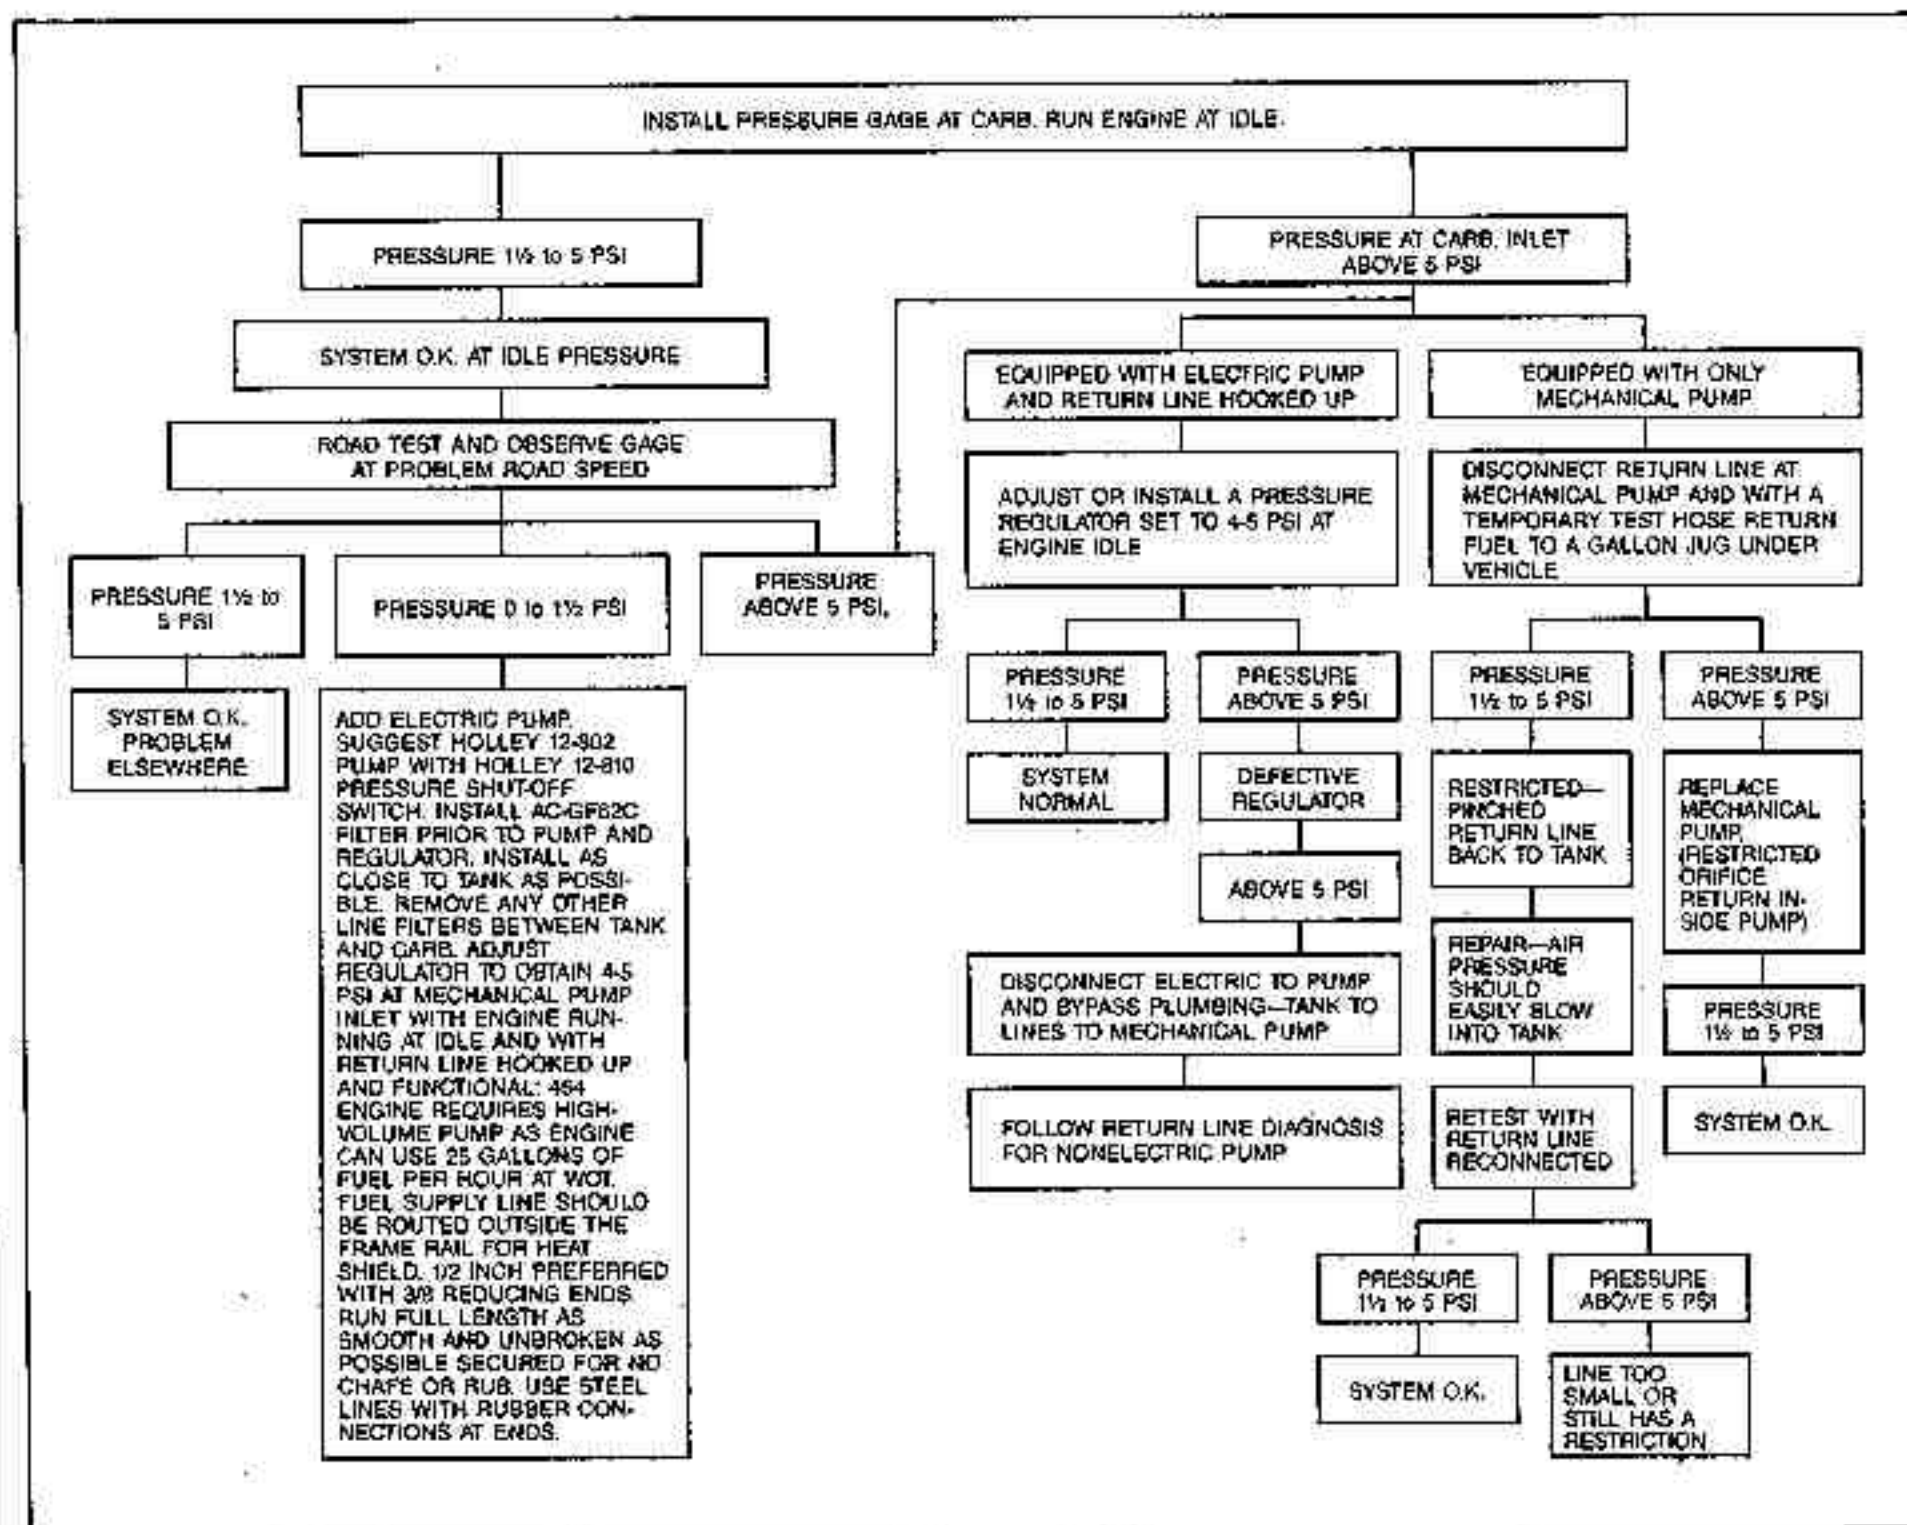 INSTALL PRESSURE GAGE AT CARB. RUN ENGINE AT IDLE.
PRESSURE 1½ to 5 PSI
SYSTEM O.K. AT IDLE PRESSURE
ROAD TEST AND OBSERVE GAGE
AT PROBLEM ROAD SPEED
PRESSURE 1½ to
5 PSI
SYSTEM O.K.
PROBLEM
ELSEWHERE
PRESSURE 0 to 1½ PSI
ADD ELECTRIC PUMP.
SUGGEST HOLLEY 12-802
PUMP WITH HOLLEY 12-810
PRESSURE SHUT-OFF
SWITCH. INSTALL AC-GF62C
FILTER PRIOR TO PUMP AND
REGULATOR. INSTALL AS
CLOSE TO TANK AS POSSI-
BLE. REMOVE ANY OTHER
LINE FILTERS BETWEEN TANK
AND CARB. ADJUST
REGULATOR TO OBTAIN 4-5
PSI AT MECHANICAL PUMP
INLET WITH ENGINE RUN-
NING AT IDLE AND WITH
RETURN LINE HOOKED UP
AND FUNCTIONAL: 454
ENGINE REQUIRES HIGH-
VOLUME PUMP AS ENGINE
CAN USE 25 GALLONS OF
FUEL PER HOUR AT WOT.
FUEL SUPPLY LINE SHOULD
BE ROUTED OUTSIDE THE
FRAME RAIL FOR HEAT
SHIELD. 1/2 INCH PREFERRED
WITH 3/8 REDUCING ENDS.
RUN FULL LENGTH AS
SMOOTH AND UNBROKEN AS
POSSIBLE SECURED FOR NO
CHAFE OR RUB. USE STEEL
LINES WITH RUBBER CON-
NECTIONS AT ENDS.
PRESSURE
ABOVE 5 PSI.
PRESSURE AT CARB. INLET
ABOVE 5 PSI
EQUIPPED WITH ELECTRIC PUMP
AND RETURN LINE HOOKED UP
ADJUST OR INSTALL A PRESSURE
REGULATOR SET TO 4-5 PSI AT
ENGINE IDLE
PRESSURE
1½ to 5 PSI
SYSTEM
NORMAL
PRESSURE
ABOVE 5 PSI
DEFECTIVE
REGULATOR
ABOVE 5 PSI
DISCONNECT ELECTRIC TO PUMP
AND BYPASS PLUMBING—TANK TO
LINES TO MECHANICAL PUMP
FOLLOW RETURN LINE DIAGNOSIS
FOR NONELECTRIC PUMP
EQUIPPED WITH ONLY
MECHANICAL PUMP
DISCONNECT RETURN LINE AT
MECHANICAL PUMP AND WITH A
TEMPORARY TEST HOSE RETURN
FUEL TO A GALLON JUG UNDER
VEHICLE
PRESSURE
1½ to 5 PSI
RESTRICTED—
PINCHED
RETURN LINE
BACK TO TANK
REPAIR—AIR
PRESSURE
SHOULD
EASILY BLOW
INTO TANK
RETEST WITH
RETURN LINE
RECONNECTED
PRESSURE
1½ to 5 PSI
SYSTEM O.K.
PRESSURE
ABOVE 5 PSI
LINE TOO
SMALL OR
STILL HAS A
RESTRICTION
PRESSURE
ABOVE 5 PSI
REPLACE
MECHANICAL
PUMP.
(RESTRICTED
ORIFICE
RETURN IN-
SIDE PUMP)
PRESSURE
1½ to 5 PSI
SYSTEM O.K.